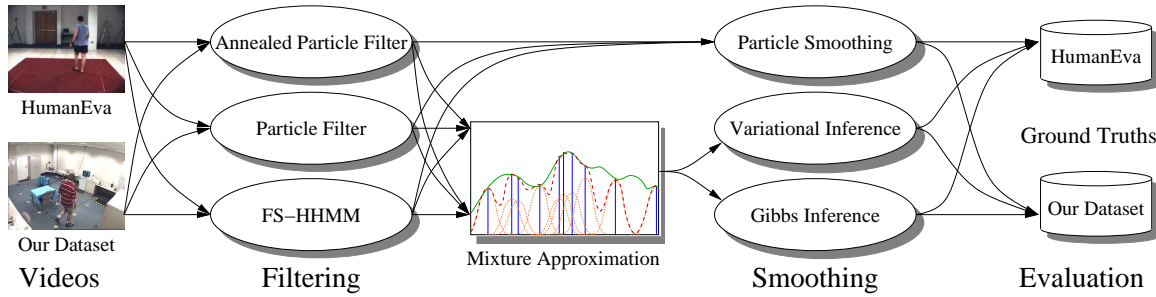 Annealed Particle Filter
Particle Smoothing
HumanEva
HumanEva
Particle Filter
Variational Inference
Ground Truths
FS−HHMM
Gibbs Inference
Our Dataset
Our Dataset
Mixture Approximation
Videos
Filtering
Smoothing
Evaluation